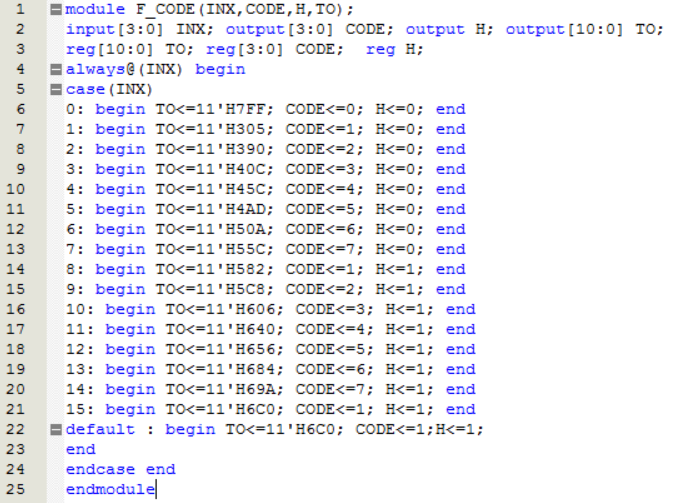 1 module F_CODE(INX,CODE,H,TO);
2 input[3:0] INX; output[3:0] CODE; output H; output[10:0] TO;
3 reg[10:0] TO; reg[3:0] CODE;  reg H;
4 always@(INX) begin
5 case(INX)
6 0: begin TO<=11'H7FF; CODE<=0; H<=0; end
7 1: begin TO<=11'H305; CODE<=1; H<=0; end
8 2: begin TO<=11'H390; CODE<=2; H<=0; end
9 3: begin TO<=11'H40C; CODE<=3; H<=0; end
10 4: begin TO<=11'H45C; CODE<=4; H<=0; end
11 5: begin TO<=11'H4AD; CODE<=5; H<=0; end
12 6: begin TO<=11'H50A; CODE<=6; H<=0; end
13 7: begin TO<=11'H55C; CODE<=7; H<=0; end
14 8: begin TO<=11'H582; CODE<=1; H<=1; end
15 9: begin TO<=11'H5C8; CODE<=2; H<=1; end
16 10: begin TO<=11'H606; CODE<=3; H<=1; end
17 11: begin TO<=11'H640; CODE<=4; H<=1; end
18 12: begin TO<=11'H656; CODE<=5; H<=1; end
19 13: begin TO<=11'H684; CODE<=6; H<=1; end
20 14: begin TO<=11'H69A; CODE<=7; H<=1; end
21 15: begin TO<=11'H6C0; CODE<=1; H<=1; end
22 default : begin TO<=11'H6C0; CODE<=1;H<=1;
23 end
24 endcase end
25 endmodule